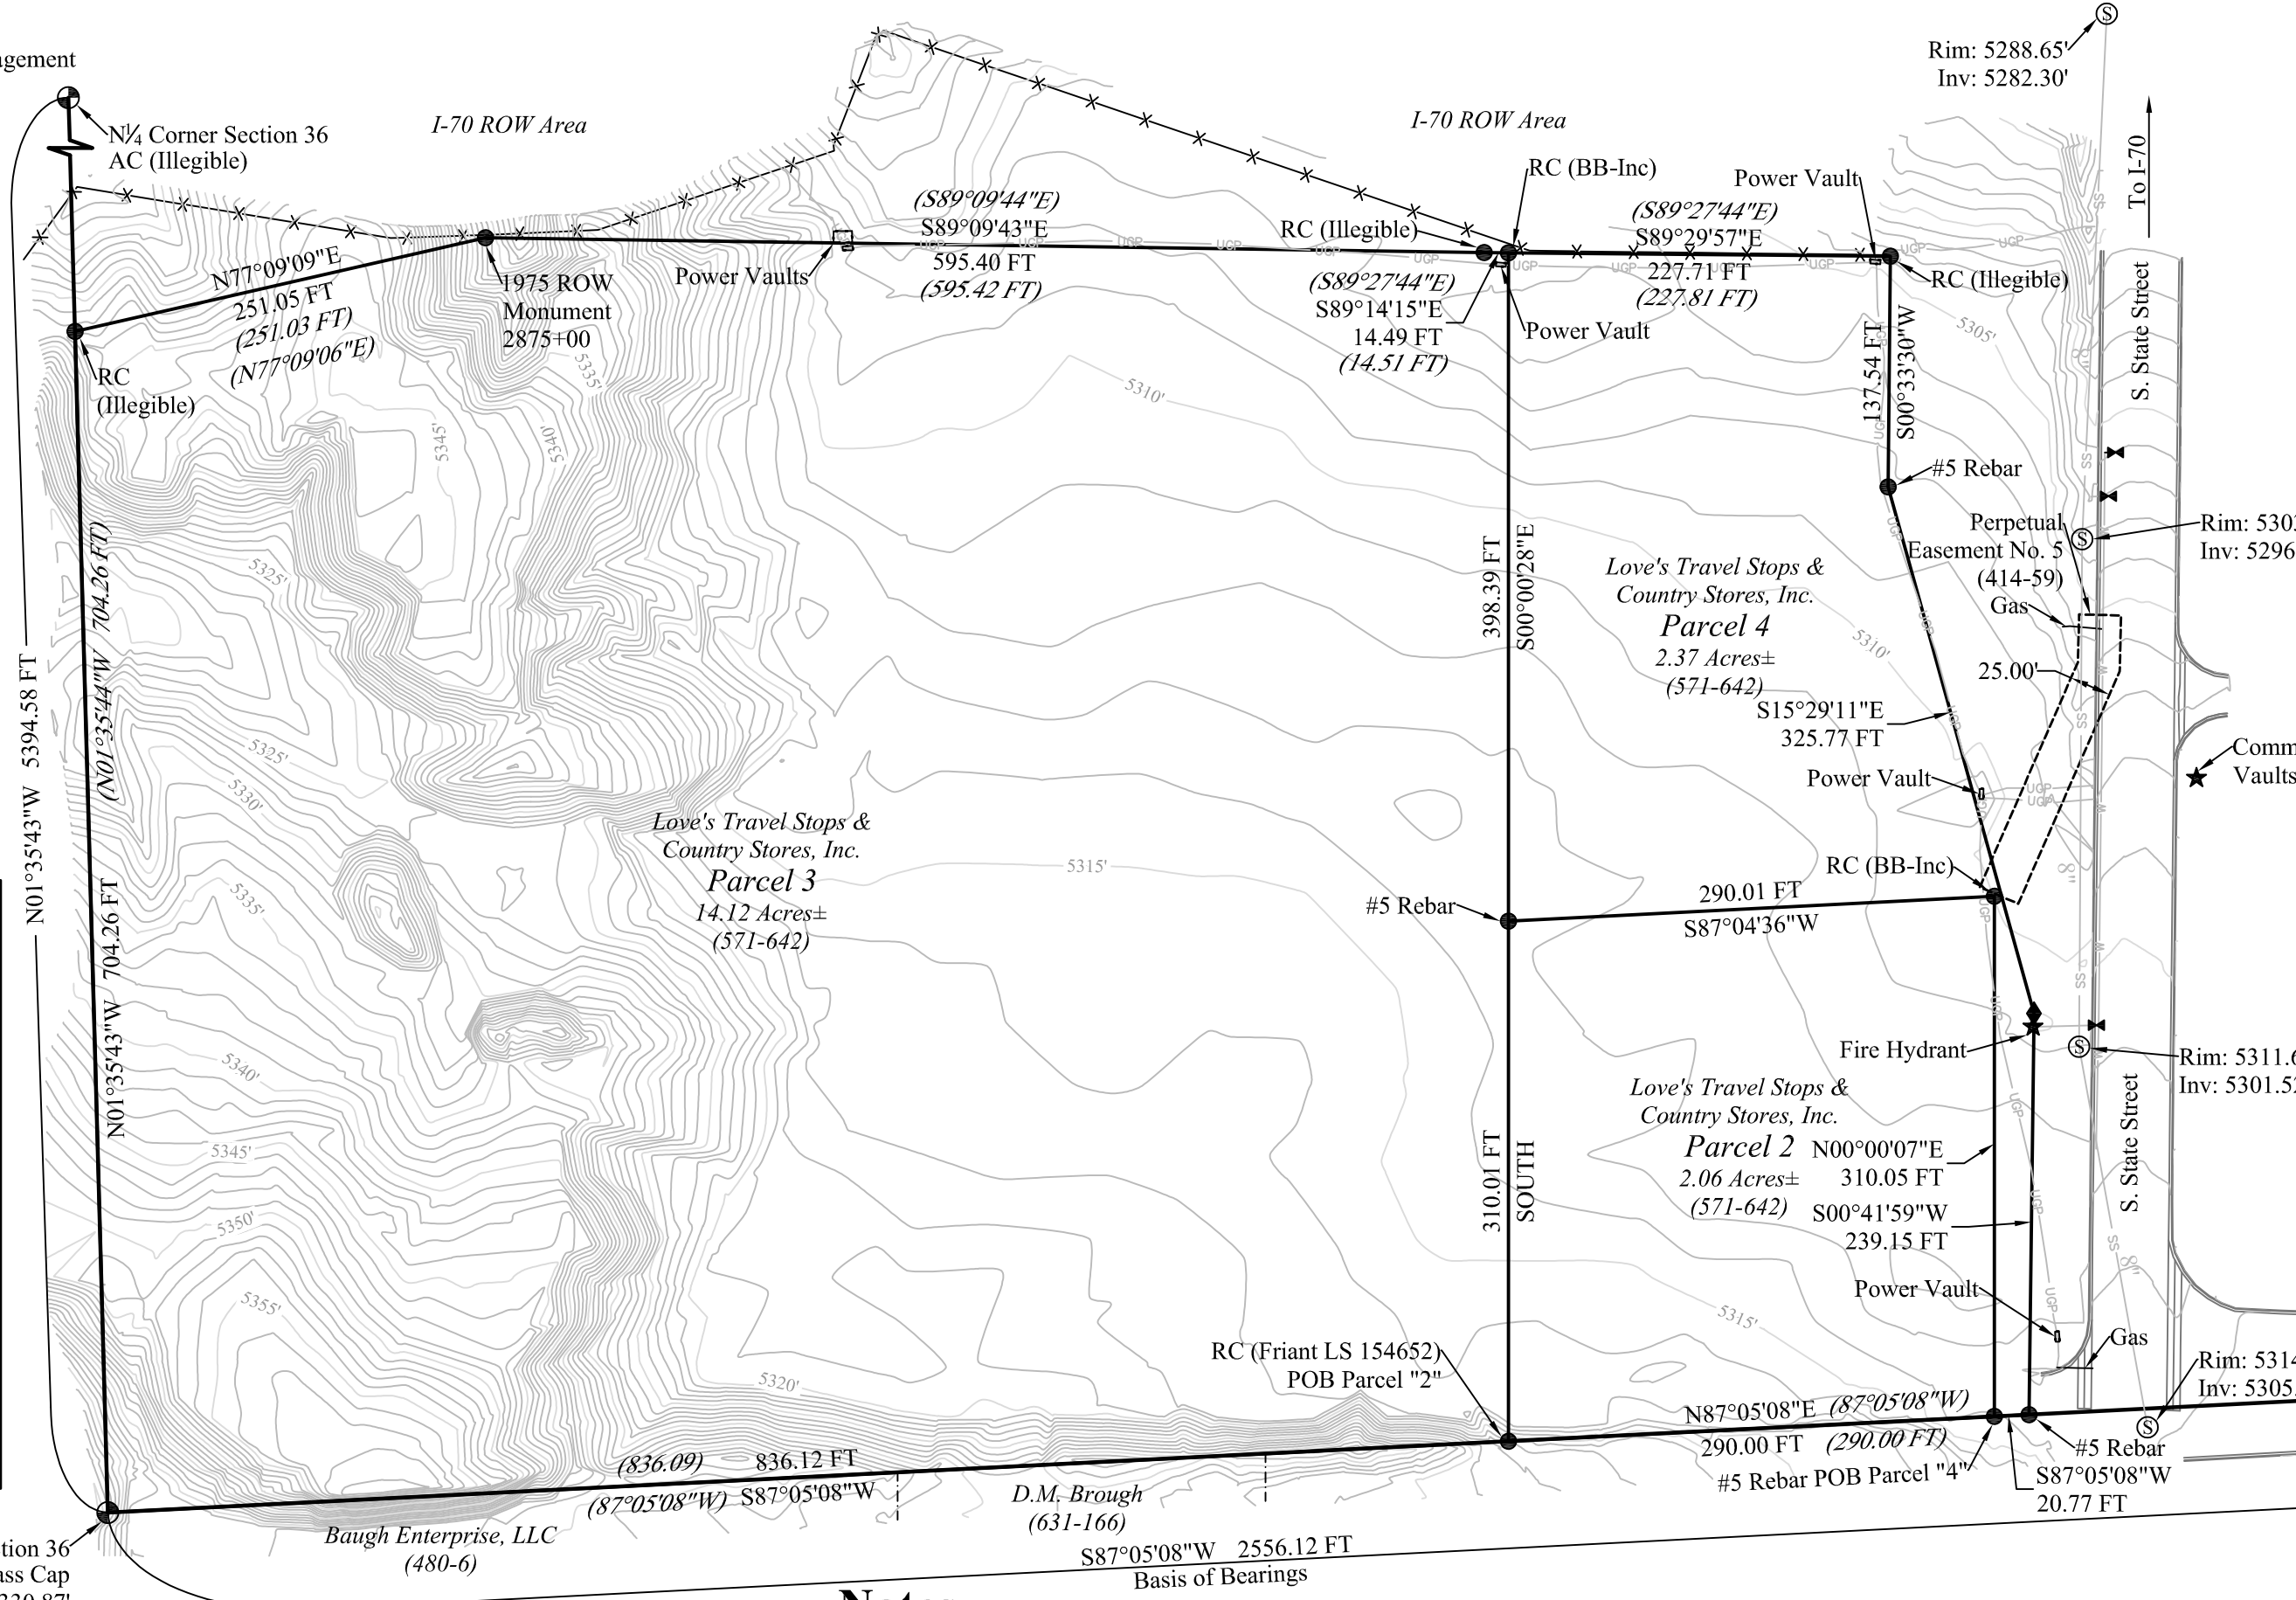 N¼ Corner Section 36
AC (Illegible)
I-70 ROW Area
I-70 ROW Area
Rim: 5288.65'
Inv: 5282.30'
To I-70
RC (BB-Inc)
Power Vault
(S89°09'44"E)
S89°09'43"E
595.40 FT
(595.42 FT)
RC (Illegible)
(S89°27'44"E)
S89°29'57"E
227.71 FT
(227.81 FT)
RC (Illegible)
N77°09'09"E
251.05 FT
(251.03 FT)
(N77°09'06"E)
1975 ROW
Monument
2875+00
Power Vaults
(S89°27'44"E)
S89°14'15"E
14.49 FT
(14.51 FT)
Power Vault
RC
(Illegible)
137.54 FT
S00°33'30"W
S. State Street
5305'
5310'
5335'
5340'
5345'
#5 Rebar
Perpetual
Easement No. 5
(414-59)
Gas
25.00'
Inv: 5296
398.39 FT
S00°00'28"E
Love's Travel Stops &
Country Stores, Inc.
Parcel 4
2.37 Acres±
(571-642)
5310'
S15°29'11"E
325.77 FT
Power Vault
Vaults
N01°35'43"W 5394.58 FT
(N01°35'44"W 704.26 FT)
N01°35'43"W 704.26 FT
5325'
5325'
5330'
5335'
5340'
5345'
5350'
5355'
Love's Travel Stops &
Country Stores, Inc.
Parcel 3
14.12 Acres±
(571-642)
5315'
RC (BB-Inc)
#5 Rebar
290.01 FT
S87°04'36"W
Fire Hydrant
Rim: 5311.6
Inv: 5301.5
310.01 FT
SOUTH
Love's Travel Stops &
Country Stores, Inc.
Parcel 2
2.06 Acres±
(571-642)
N00°00'07"E
310.05 FT
S00°41'59"W
239.15 FT
S. State Street
Power Vault
Gas
5315'
5320'
RC (Friant LS 154652)
POB Parcel "2"
Rim: 5314
Inv: 5305.
N87°05'08"E (87°05'08"W)
290.00 FT (290.00 FT)
#5 Rebar POB Parcel "4"
#5 Rebar
S87°05'08"W
20.77 FT
(836.09) 836.12 FT
(87°05'08"W) S87°05'08"W
Baugh Enterprise, LLC
(480-6)
D.M. Brough
(631-166)
S87°05'08"W 2556.12 FT
Basis of Bearings
UGP
SS
W
8"
S